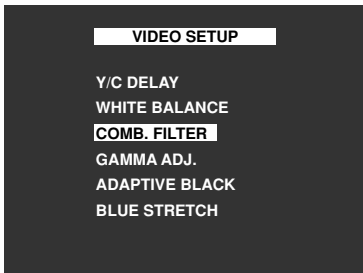 VIDEO SETUP
Y/C DELAY
WHITE BALANCE
COMB. FILTER
GAMMA ADJ.
ADAPTIVE BLACK
BLUE STRETCH